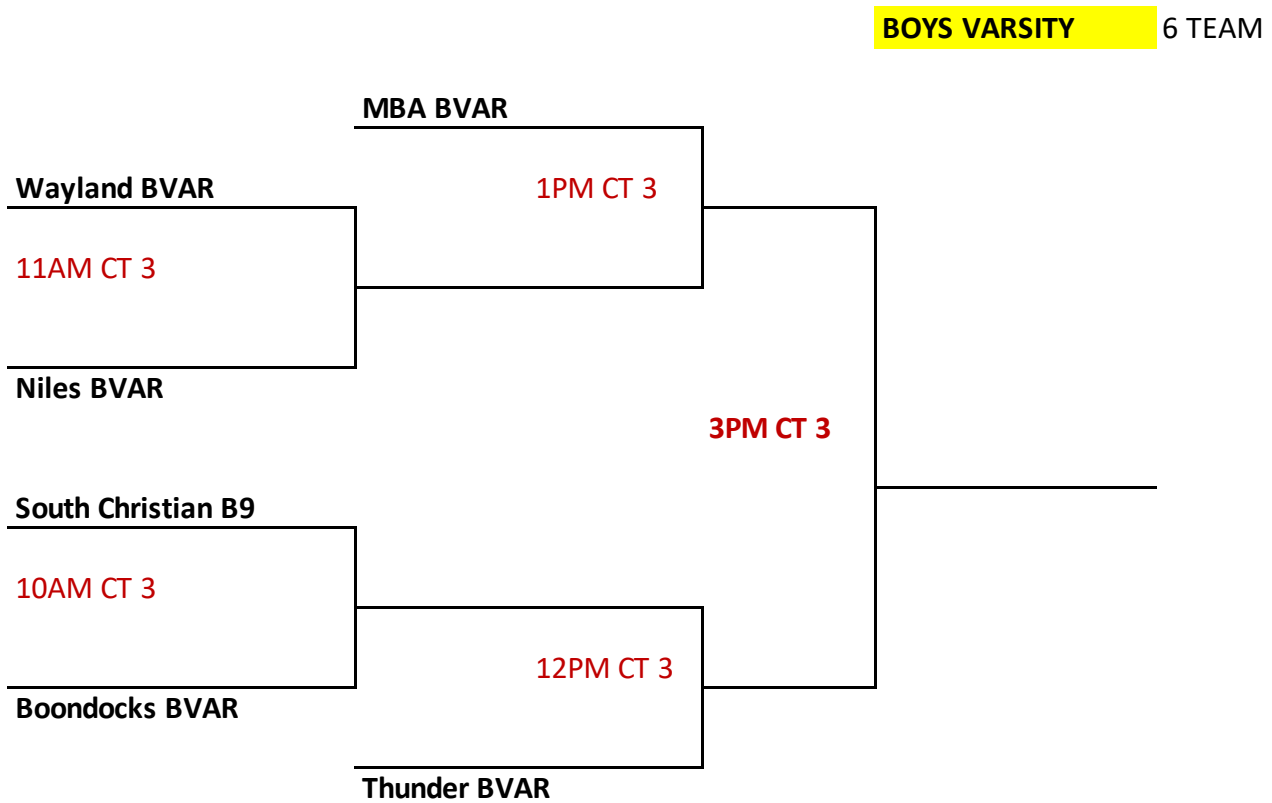 BOYS VARSITY 6 TEAM
MBA BVAR
Wayland BVAR
1PM CT 3
11AM CT 3
Niles BVAR
3PM CT 3
South Christian B9
10AM CT 3
12PM CT 3
Boondocks BVAR
Thunder BVAR